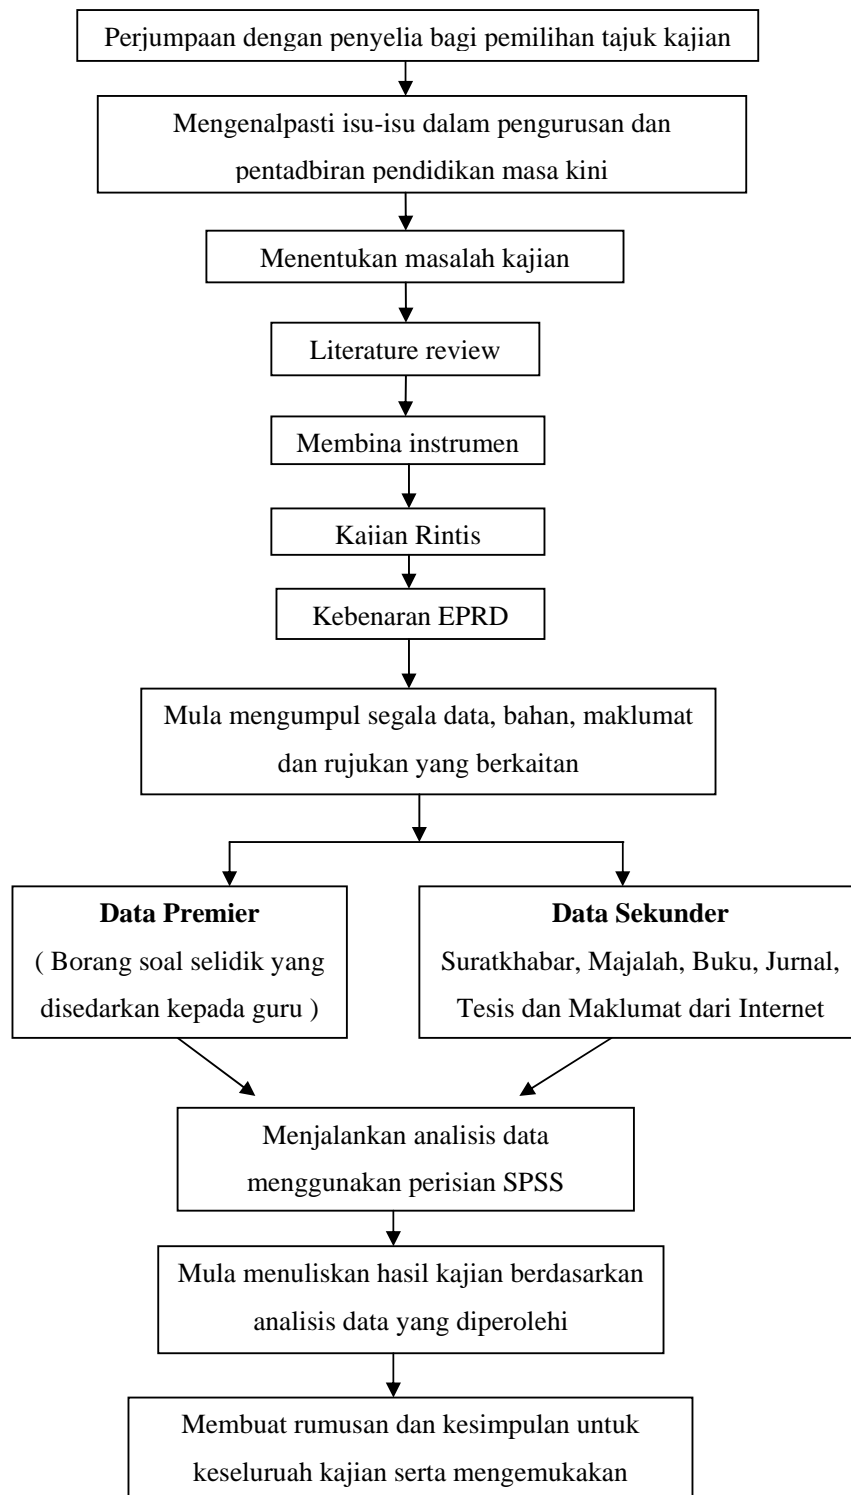 Perjumpaan dengan penyelia bagi pemilihan tajuk kajian
Mengenalpasti isu-isu dalam pengurusan dan
pentadbiran pendidikan masa kini
Menentukan masalah kajian
Literature review
Membina instrumen
Kajian Rintis
Kebenaran EPRD
Mula mengumpul segala data, bahan, maklumat
dan rujukan yang berkaitan
Data Premier
( Borang soal selidik yang
disedarkan kepada guru )
Data Sekunder
Suratkhabar, Majalah, Buku, Jurnal,
Tesis dan Maklumat dari Internet
Menjalankan analisis data
menggunakan perisian SPSS
Mula menuliskan hasil kajian berdasarkan
analisis data yang diperolehi
Membuat rumusan dan kesimpulan untuk
keseluruah kajian serta mengemukakan